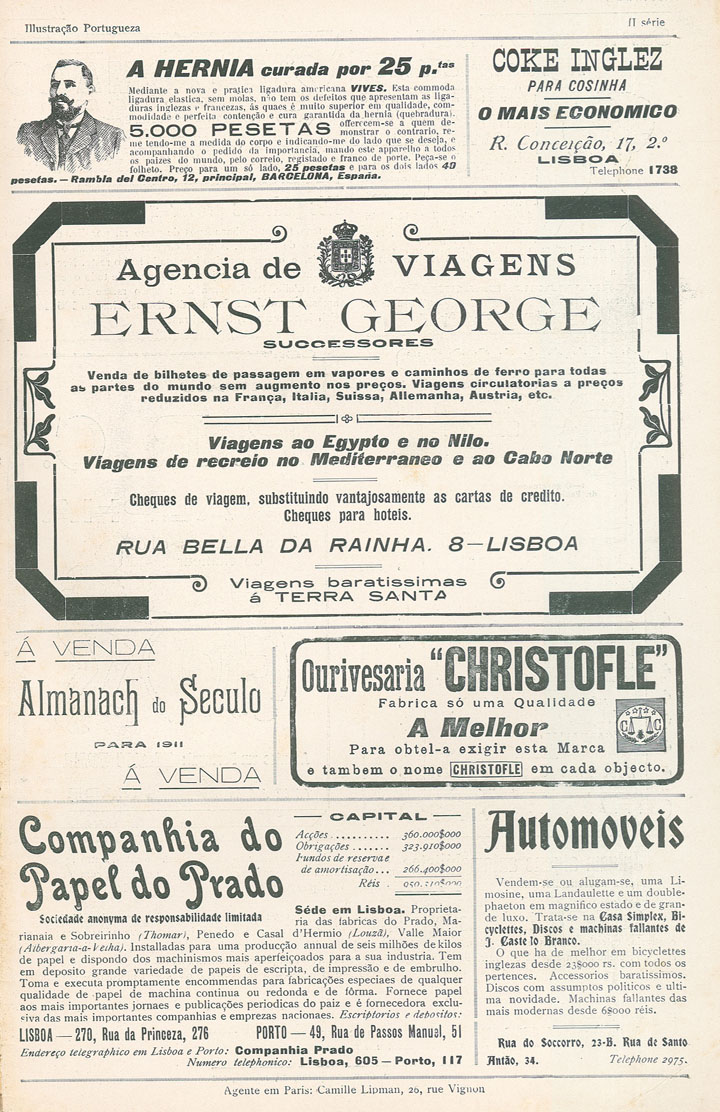 Illustração Portugueza
II série
A HERNIA curada por 25 p.tas
Mediante a nova e pratica ligadura americana VIVES. Esta commoda
ligadura elastica, sem molas, não tem os defeitos que apresentam as liga-
duras inglezas e francezas, ás quaes é muito superior em qualidade, com-
modidade e perfeita contenção e cura garantida da hernia (quebradura).
5.000 PESETAS offercem-se a quem de-
monstrar o contrario, re-
me tendo-me a medida do corpo e indicando-me do lado que se deseja, e
acompanhando o pedido da importancia, mando este apparelho a todos
os paizes do mundo, pelo correio, registado e franco de porte. Peça-se o
folheto. Preço para um só lado, 25 pesetas e para os dois lados 40
pesetas. — Rambla del Centro, 12, principal, BARCELONA, España.
COKE INGLEZ
PARA COSINHA
O MAIS ECONOMICO
R. Conceição, 17, 2.º
LISBOA
Telephone 1738
Agencia de VIAGENS
ERNST GEORGE
SUCCESSORES
Venda de bilhetes de passagem em vapores e caminhos de ferro para todas
as partes do mundo sem augmento nos preços. Viagens circulatorias a preços
reduzidos na França, Italia, Suissa, Allemanha, Austria, etc.
Viagens ao Egypto e no Nilo.
Viagens de recreio no Mediterraneo e ao Cabo Norte
Cheques de viagem, substituindo vantajosamente as cartas de credito.
Cheques para hoteis.
RUA BELLA DA RAINHA. 8—LISBOA
Viagens baratissimas
á TERRA SANTA
Á VENDA
Almanach do Seculo
PARA 1911
Á VENDA
Ourivesaria "CHRISTOFLE"
Fabrica só uma Qualidade
A Melhor
Para obtel-a exigir esta Marca
e tambem o nome CHRISTOFLE em cada objecto.
C C
Companhia do
Papel do Prado
Sociedade anonyma de responsabilidade limitada
CAPITAL
Acções .......... 360.000$000
Obrigações ...... 323.910$000
Fundos de reserva e
de amortisação... 266.400$000
Réis . 950.310$000
Séde em Lisboa. Proprieta-
ria das fabricas do Prado, Ma-
rianaia e Sobreirinho (Thomar), Penedo e Casal d'Hermio (Louzã), Valle Maior
(Albergaria-a-Velha). Installadas para uma producção annual de seis milhões de kilos
de papel e dispondo dos machinismos mais aperfeiçoados para a sua industria. Tem
em deposito grande variedade de papeis de escripta, de impressão e de embrulho.
Toma e executa promptamente encommendas para fabricações especiaes de qualquer
qualidade de papel de machina continua ou redonda e de fôrma. Fornece papel
aos mais importantes jornaes e publicações periodicas do paiz e é fornecedora exclu-
siva das mais importantes companhias e emprezas nacionaes. Escriptorios e depositos:
LISBOA — 270, Rua da Princeza, 276 PORTO — 49, Rua de Passos Manuel, 51
Endereço telegraphico em Lisboa e Porto: Companhia Prado
Numero telephonico: Lisboa, 605 — Porto, 117
Automoveis
Vendem-se ou alugam-se, uma Li-
mosine, uma Landaulette e um double-
phaeton em magnifico estado e de gran-
de luxo. Trata-se na Casa Simplex, Bi-
cyclettes, Discos e machinas fallantes de
J. Castello Branco.
O que ha de melhor em bicyclettes
inglezas desde 23$000 rs. com todos os
pertences. Accessorios baratissimos.
Discos com assumptos politicos e ulti-
ma novidade. Machinas fallantes das
mais modernas desde 6$000 réis.
Rua do Soccorro, 23-B. Rua de Santo
Antão, 34. Telephone 2975.
Agente em Paris: Camille Lipman, 26, rue Vignon